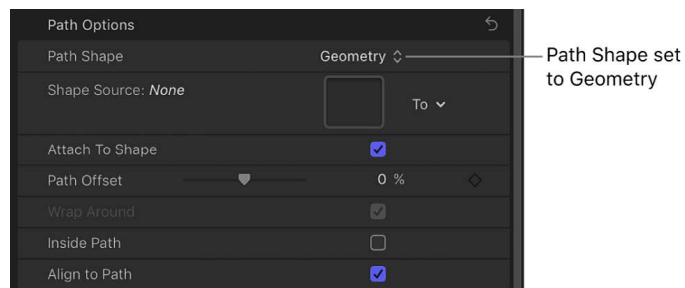 Path Options
Path Shape Geometry
Path Shape set
to Geometry
Shape Source: None
To
Attach To Shape
Path Offset 0 %
Wrap Around
Inside Path
Align to Path